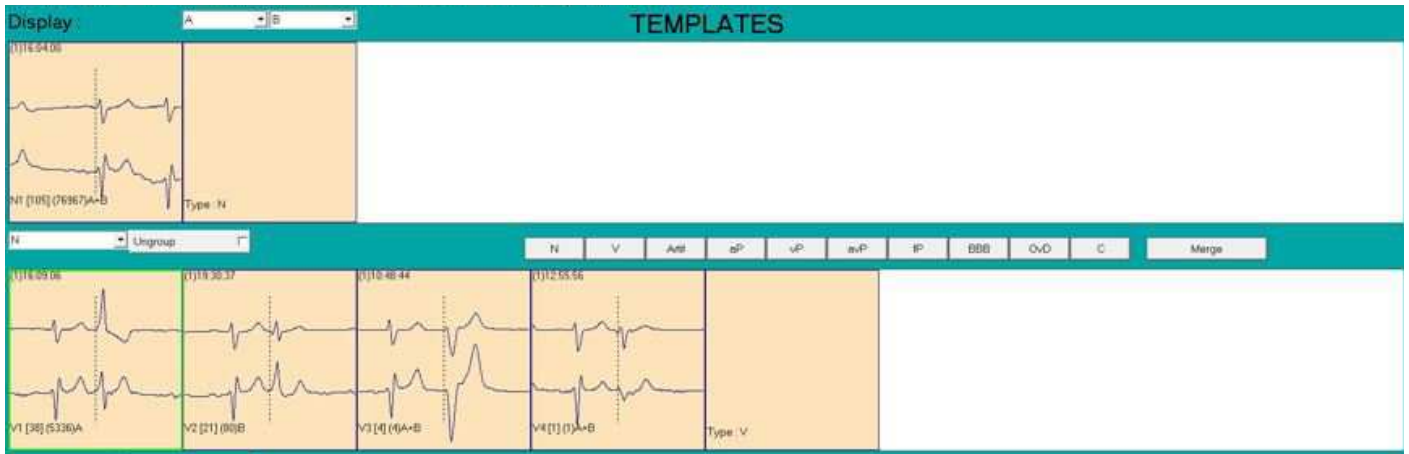 Display: A B TEMPLATES
(1)16:04:08
N1 [105] (76967)A+B Type : N
N Ungroup N V Artif aP vP avP fP BBB OvD C Merge
(1)16:09:06 (1)19:30:37 (1)10:48:44 (1)12:55:56
V1 [38] (5336)A V2 [21] (80)B V3 [4] (4)A+B V4 [1] (1)A+B Type : V